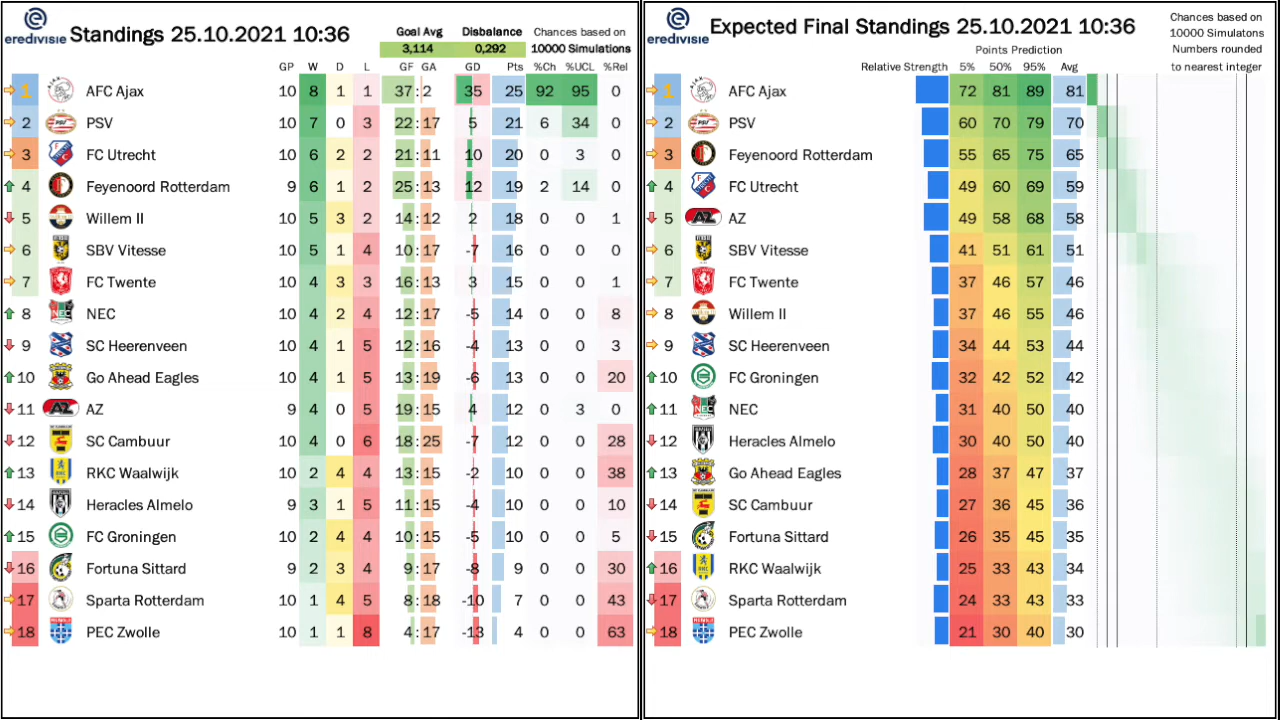 eredivisie Standings 25.10.2021 10:36
Goal Avg Disbalance Chances based on
3,114 0,292 10000 Simulations
GP W D L GF GA GD Pts %Ch %UCL %Rel
1 AFC Ajax 10 8 1 1 37:2 35 25 92 95 0
2 PSV 10 7 0 3 22:17 5 21 6 34 0
3 FC Utrecht 10 6 2 2 21:11 10 20 0 3 0
4 Feyenoord Rotterdam 9 6 1 2 25:13 12 19 2 14 0
5 Willem II 10 5 3 2 14:12 2 18 0 0 1
6 SBV Vitesse 10 5 1 4 10:17 -7 16 0 0 0
7 FC Twente 10 4 3 3 16:13 3 15 0 0 1
8 NEC 10 4 2 4 12:17 -5 14 0 0 8
9 SC Heerenveen 10 4 1 5 12:16 -4 13 0 0 3
10 Go Ahead Eagles 10 4 1 5 13:19 -6 13 0 0 20
11 AZ 9 4 0 5 19:15 4 12 0 3 0
12 SC Cambuur 10 4 0 6 18:25 -7 12 0 0 28
13 RKC Waalwijk 10 2 4 4 13:15 -2 10 0 0 38
14 Heracles Almelo 9 3 1 5 11:15 -4 10 0 0 10
15 FC Groningen 10 2 4 4 10:15 -5 10 0 0 5
16 Fortuna Sittard 9 2 3 4 9:17 -8 9 0 0 30
17 Sparta Rotterdam 10 1 4 5 8:18 -10 7 0 0 43
18 PEC Zwolle 10 1 1 8 4:17 -13 4 0 0 63
eredivisie Expected Final Standings 25.10.2021 10:36
Chances based on
10000 Simulatons
Numbers rounded
to nearest integer
Points Prediction
Relative Strength 5% 50% 95% Avg
1 AFC Ajax 72 81 89 81
2 PSV 60 70 79 70
3 Feyenoord Rotterdam 55 65 75 65
4 FC Utrecht 49 60 69 59
5 AZ 49 58 68 58
6 SBV Vitesse 41 51 61 51
7 FC Twente 37 46 57 46
8 Willem II 37 46 55 46
9 SC Heerenveen 34 44 53 44
10 FC Groningen 32 42 52 42
11 NEC 31 40 50 40
12 Heracles Almelo 30 40 50 40
13 Go Ahead Eagles 28 37 47 37
14 SC Cambuur 27 36 45 36
15 Fortuna Sittard 26 35 45 35
16 RKC Waalwijk 25 33 43 34
17 Sparta Rotterdam 24 33 43 33
18 PEC Zwolle 21 30 40 30